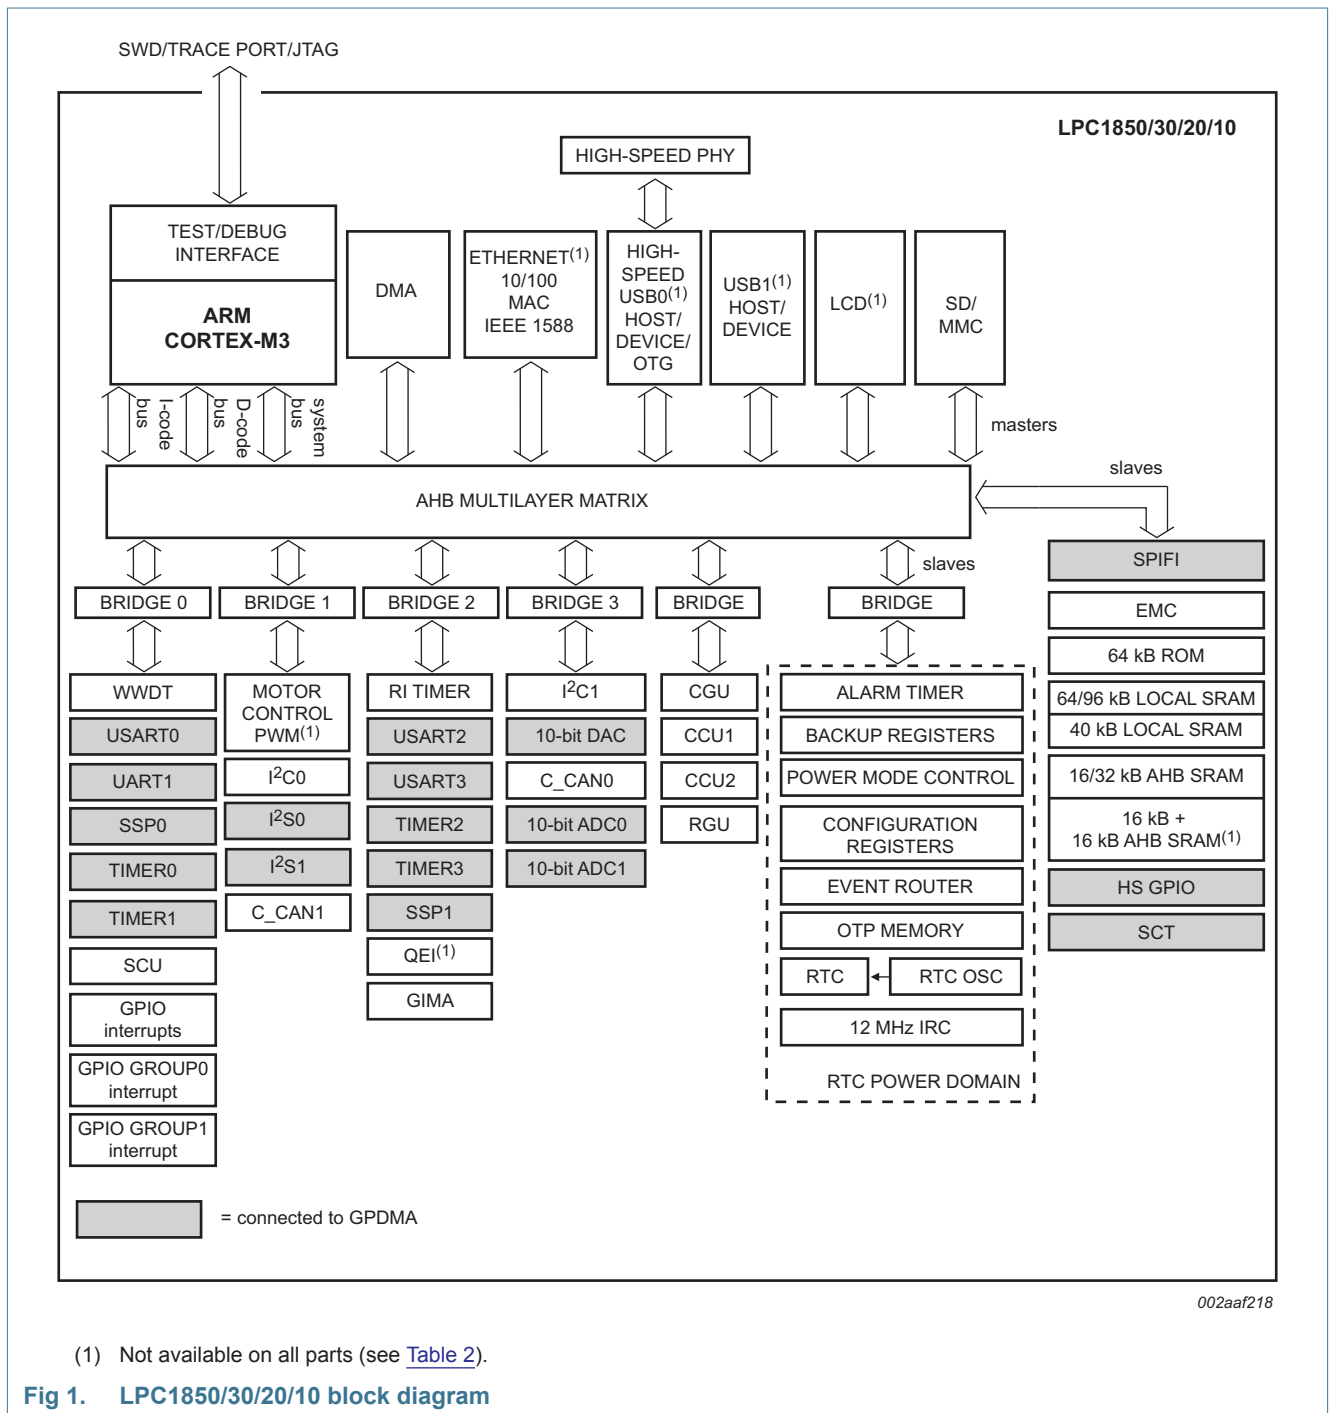 SWD/TRACE PORT/JTAG
LPC1850/30/20/10
HIGH-SPEED PHY
TEST/DEBUG
INTERFACE
ARM
CORTEX-M3
DMA
ETHERNET(1)
10/100
MAC
IEEE 1588
HIGH-
SPEED
USB0(1)
HOST/
DEVICE/
OTG
USB1(1)
HOST/
DEVICE
LCD(1)
SD/
MMC
I-code
bus
D-code
bus
system
bus
masters
slaves
AHB MULTILAYER MATRIX
slaves
BRIDGE 0
BRIDGE 1
BRIDGE 2
BRIDGE 3
BRIDGE
BRIDGE
WWDT
USART0
UART1
SSP0
TIMER0
TIMER1
SCU
GPIO
interrupts
GPIO GROUP0
interrupt
GPIO GROUP1
interrupt
MOTOR
CONTROL
PWM(1)
I2C0
I2S0
I2S1
C_CAN1
RI TIMER
USART2
USART3
TIMER2
TIMER3
SSP1
QEI(1)
GIMA
I2C1
10-bit DAC
C_CAN0
10-bit ADC0
10-bit ADC1
CGU
CCU1
CCU2
RGU
ALARM TIMER
BACKUP REGISTERS
POWER MODE CONTROL
CONFIGURATION
REGISTERS
EVENT ROUTER
OTP MEMORY
RTC
RTC OSC
12 MHz IRC
RTC POWER DOMAIN
SPIFI
EMC
64 kB ROM
64/96 kB LOCAL SRAM
40 kB LOCAL SRAM
16/32 kB AHB SRAM
16 kB +
16 kB AHB SRAM(1)
HS GPIO
SCT
= connected to GPDMA
002aaf218
(1) Not available on all parts (see Table 2).
Fig 1. LPC1850/30/20/10 block diagram